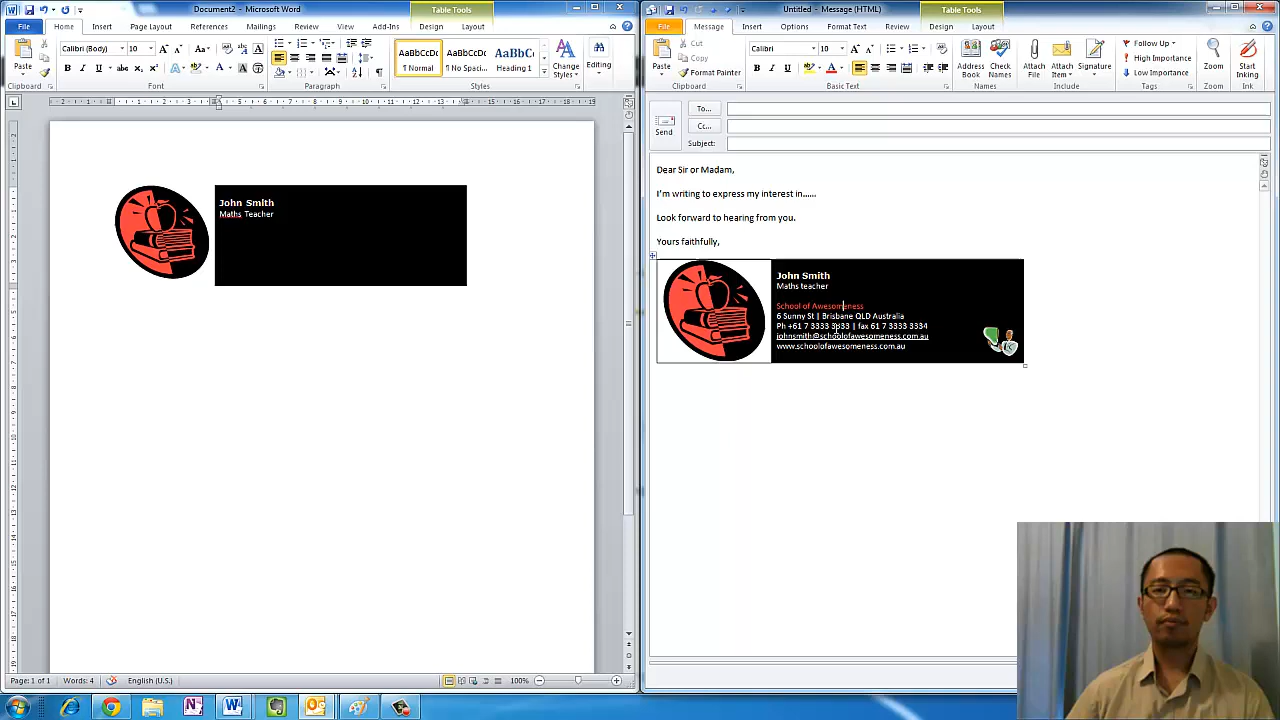 Document2 - Microsoft Word
Table Tools
File Home Insert Page Layout References Mailings Review View Add-Ins Design Layout
Paste
Clipboard
Calibri (Body) 10
Font
Paragraph
AaBbCcDc AaBbCcDc AaBbC
¶ Normal ¶ No Spaci... Heading 1
Change Styles
Styles
Editing
John Smith
Maths Teacher
Page: 1 of 1 Words: 4 English (U.S.) 100%
Untitled - Message (HTML)
Table Tools
File Message Insert Options Format Text Review Design Layout
Paste
Cut
Copy
Format Painter
Clipboard
Calibri 10
Basic Text
Address Book
Check Names
Names
Attach File
Attach Item
Signature
Include
Follow Up
High Importance
Low Importance
Tags
Zoom
Zoom
Start Inking
Ink
Send
To...
Cc...
Subject:
Dear Sir or Madam,
I'm writing to express my interest in......
Look forward to hearing from you.
Yours faithfully,
John Smith
Maths teacher
School of Awesomeness
6 Sunny St | Brisbane QLD Australia
Ph +61 7 3333 3333 | fax 61 7 3333 3334
johnsmith@schoolofawesomeness.com.au
www.schoolofawesomeness.com.au